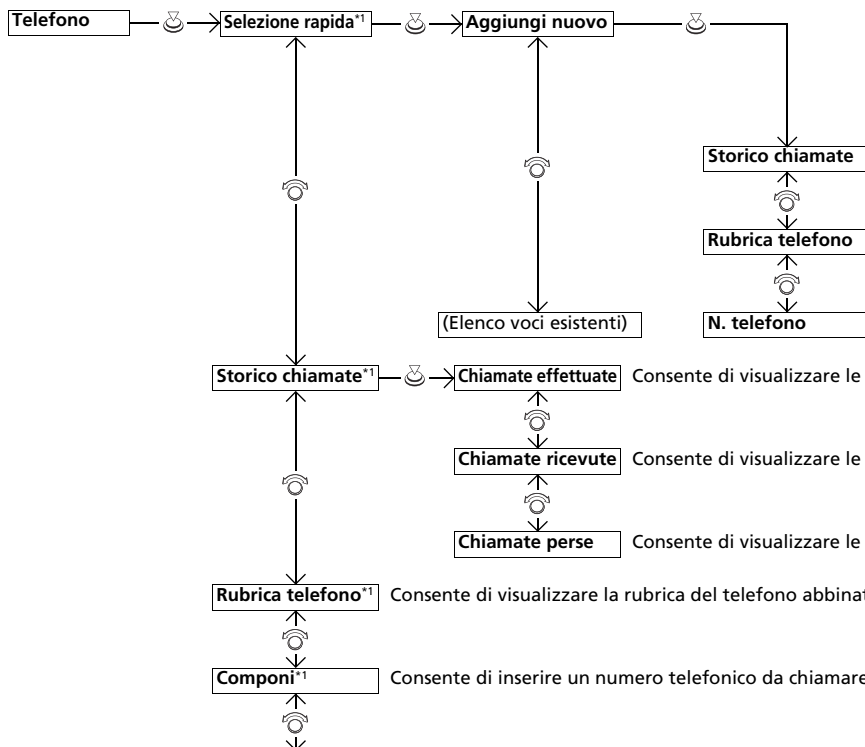 Telefono
Selezione rapida*1
Aggiungi nuovo
Storico chiamate
Rubrica telefono
(Elenco voci esistenti)
N. telefono
Storico chiamate*1
Chiamate effettuate
Consente di visualizzare le
Chiamate ricevute
Consente di visualizzare le
Chiamate perse
Consente di visualizzare le
Rubrica telefono*1
Consente di visualizzare la rubrica del telefono
Componi*1
Consente di inserire un numero telefonico da chiamare